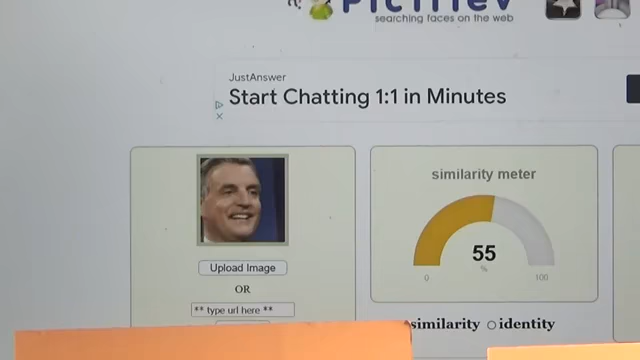 PicTriev
searching faces on the web
JustAnswer
Start Chatting 1:1 in Minutes
similarity meter
55
%
0
100
Upload Image
OR
** type url here **
similarity identity